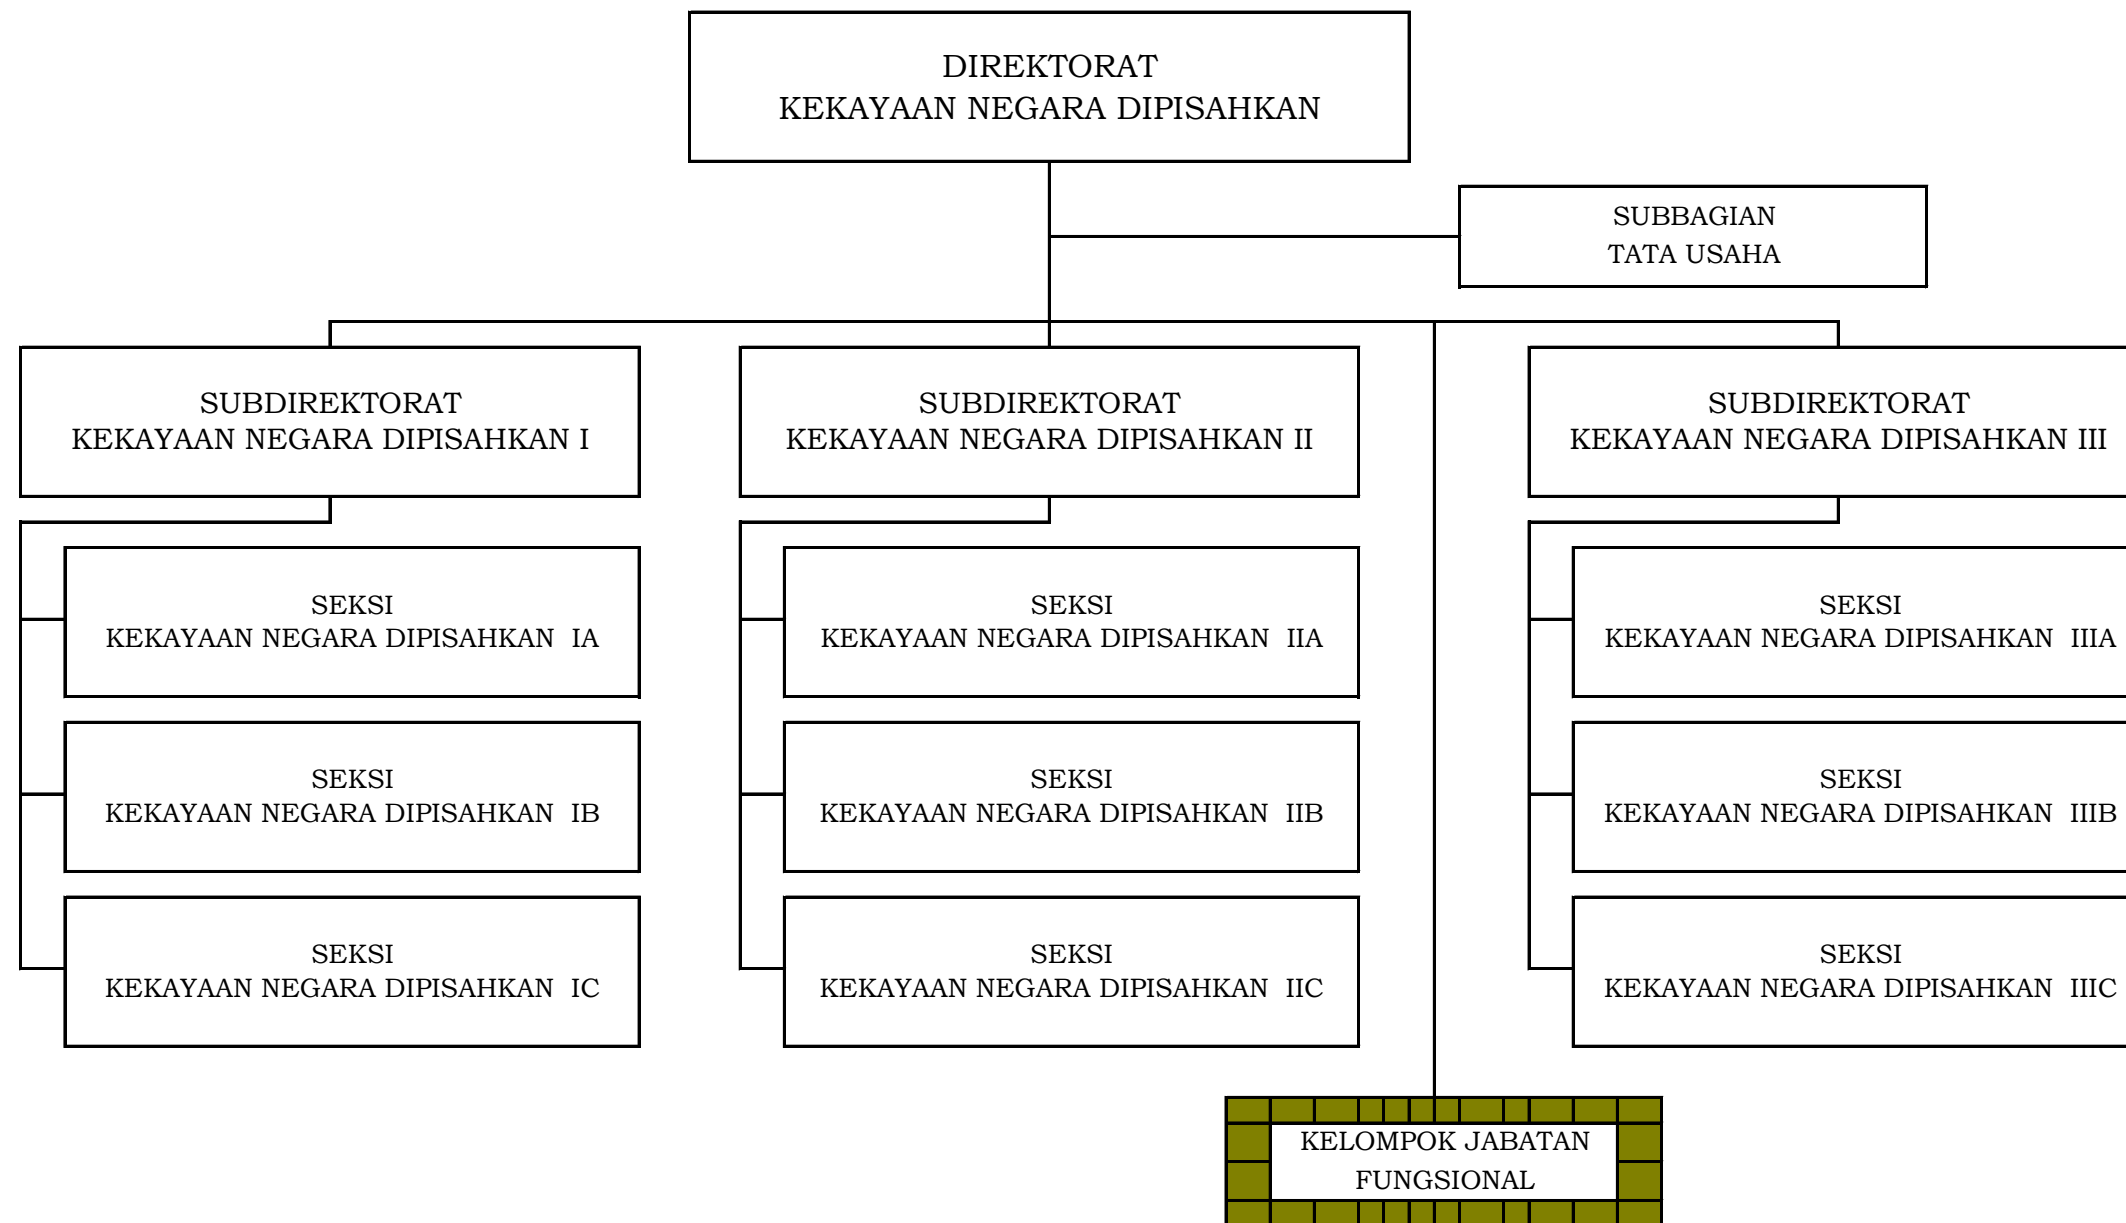 DIREKTORAT
KEKAYAAN NEGARA DIPISAHKAN
SUBBAGIAN
TATA USAHA
SUBDIREKTORAT
KEKAYAAN NEGARA DIPISAHKAN I
SUBDIREKTORAT
KEKAYAAN NEGARA DIPISAHKAN II
SUBDIREKTORAT
KEKAYAAN NEGARA DIPISAHKAN III
SEKSI
KEKAYAAN NEGARA DIPISAHKAN IA
SEKSI
KEKAYAAN NEGARA DIPISAHKAN IIA
SEKSI
KEKAYAAN NEGARA DIPISAHKAN IIIA
SEKSI
KEKAYAAN NEGARA DIPISAHKAN IB
SEKSI
KEKAYAAN NEGARA DIPISAHKAN IIB
SEKSI
KEKAYAAN NEGARA DIPISAHKAN IIIB
SEKSI
KEKAYAAN NEGARA DIPISAHKAN IC
SEKSI
KEKAYAAN NEGARA DIPISAHKAN IIC
SEKSI
KEKAYAAN NEGARA DIPISAHKAN IIIC
KELOMPOK JABATAN
FUNGSIONAL